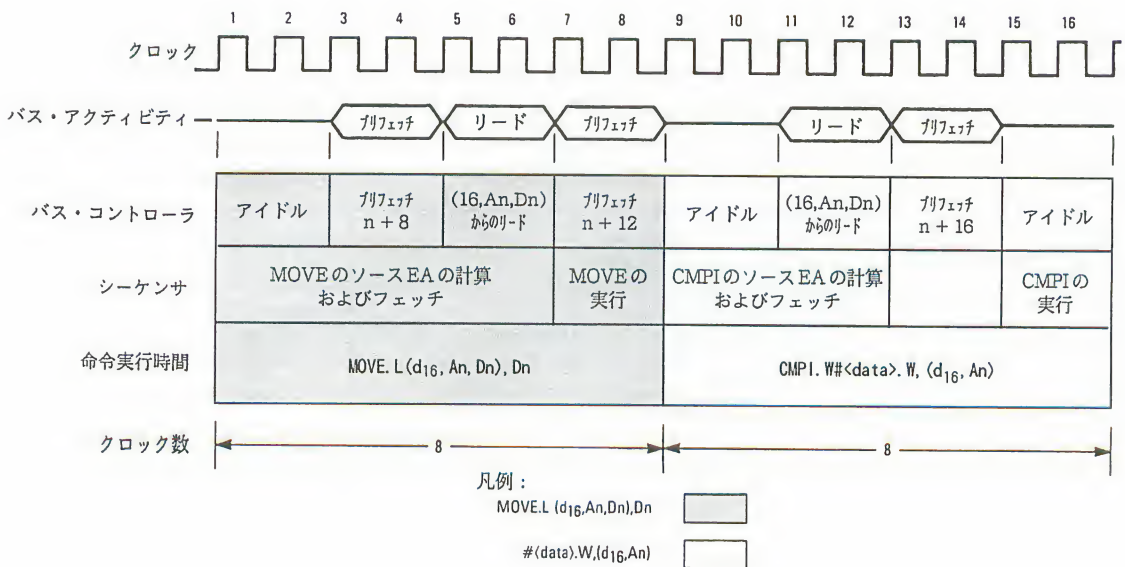 1 2 3 4 5 6 7 8 9 10 11 12 13 14 15 16
クロック
バス・アクティビティ
プリフェッチ リード プリフェッチ リード プリフェッチ
バス・コントローラ
アイドル
プリフェッチ
n + 8
(16,An,Dn)
からのリード
プリフェッチ
n + 12
アイドル
(16,An,Dn)
からのリード
プリフェッチ
n + 16
アイドル
シーケンサ
MOVEのソースEAの計算
およびフェッチ
MOVEの
実行
CMPIのソースEAの計算
およびフェッチ
CMPIの
実行
命令実行時間
MOVE.L(d16, An, Dn), Dn
CMPI.W#<data>.W, (d16, An)
クロック数
8 8
凡例：
MOVE.L (d16,An,Dn),Dn
#<data>.W,(d16,An)